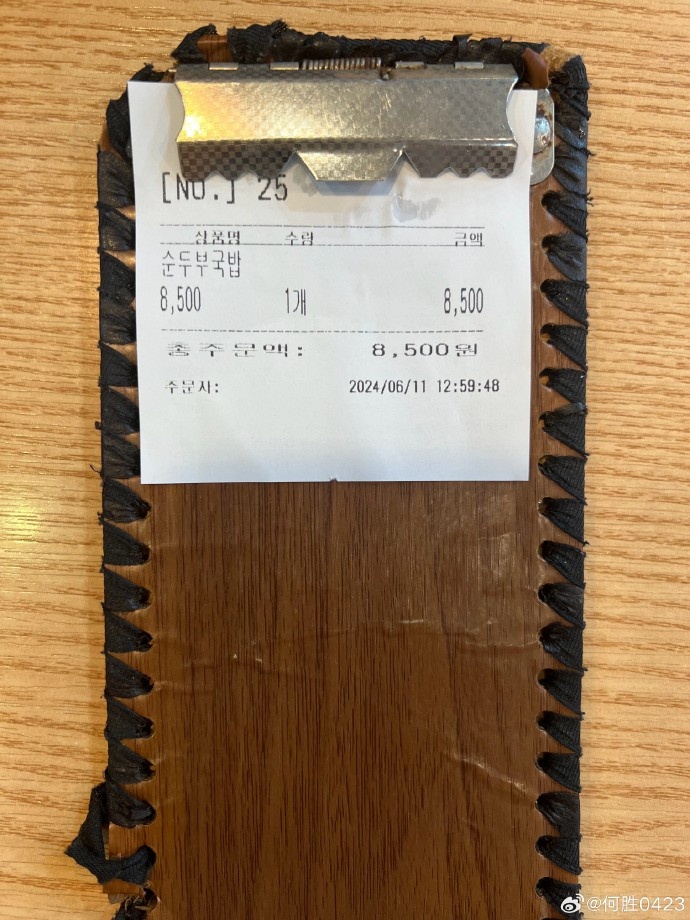 [NO.] 25
상품명 수량 금액
순두부국밥
8,500 1개 8,500
총주문액: 8,500원
주문사: 2024/06/11 12:59:48
@何胜0423